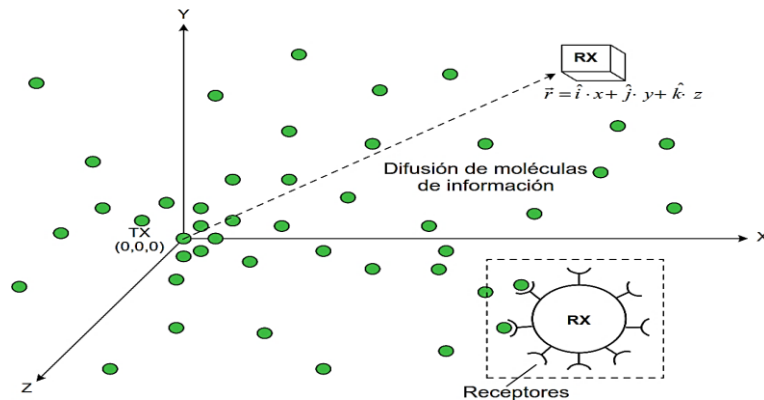 Y
RX
r⃗ = î · x + ĵ · y + k̂ · z
Difusión de moléculas
de información
TX
(0,0,0)
X
RX
Z
Receptores